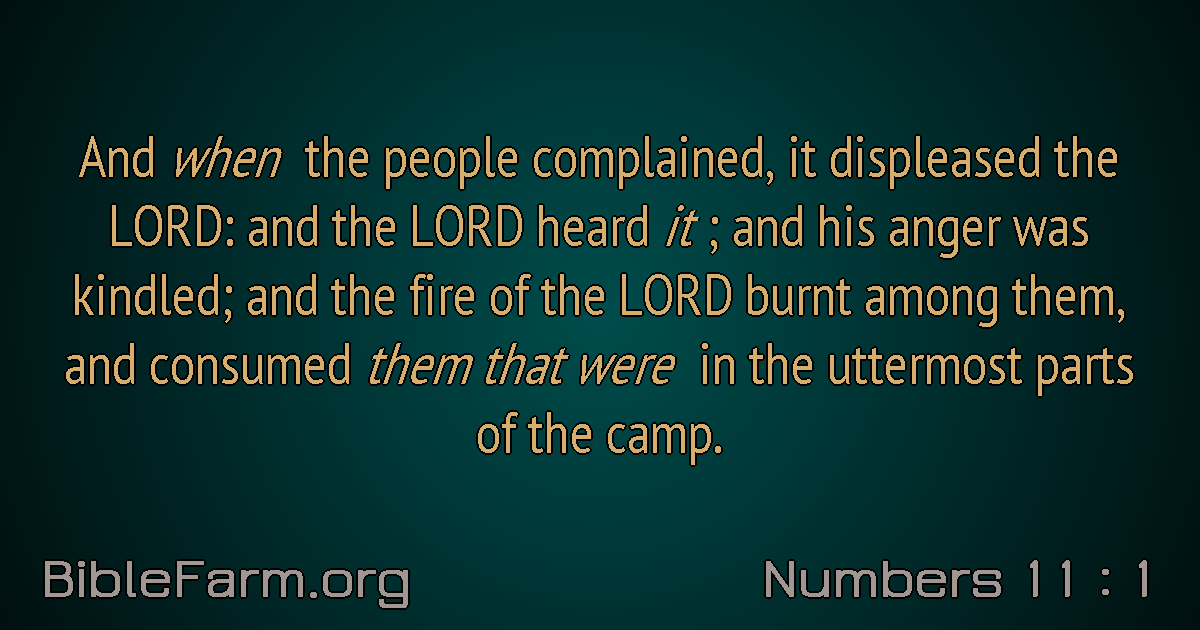 And when the people complained, it displeased the
LORD: and the LORD heard it ; and his anger was
kindled; and the fire of the LORD burnt among them,
and consumed them that were in the uttermost parts
of the camp.
BibleFarm.org
Numbers 11 : 1